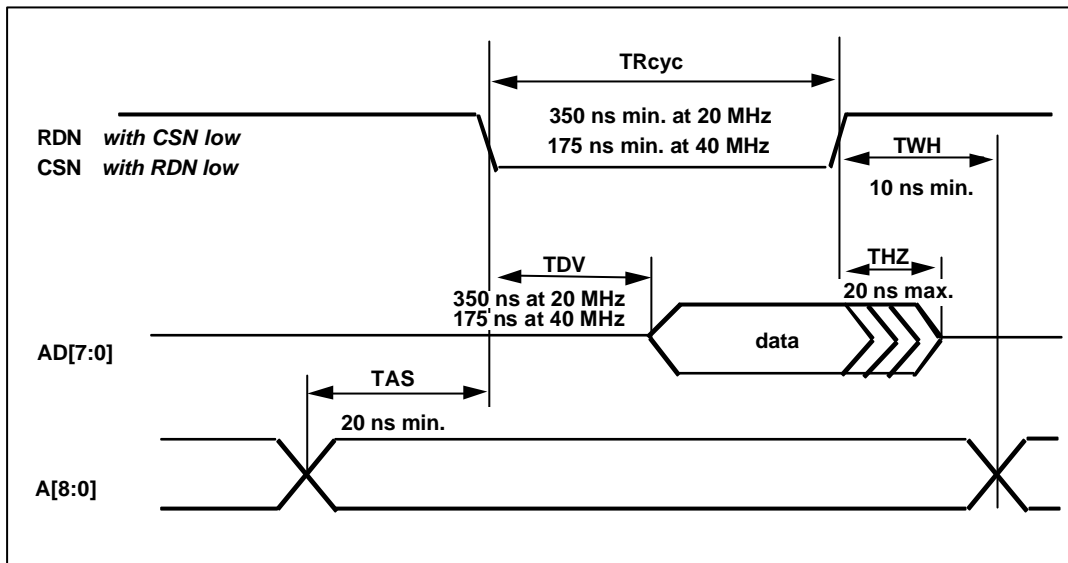 TRcyc
350 ns min. at 20 MHz
RDN with CSN low
175 ns min. at 40 MHz
TWH
CSN with RDN low
10 ns min.
TDV
THZ
350 ns at 20 MHz
20 ns max.
175 ns at 40 MHz
data
AD[7:0]
TAS
20 ns min.
A[8:0]